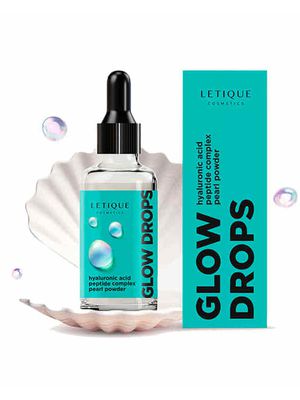 LETIQUE
COSMETICS
GLOW DROPS
hyaluronic acid
peptide complex
pearl powder
LETIQUE
COSMETICS
GLOW
DROPS
hyaluronic acid
peptide complex
pearl powder